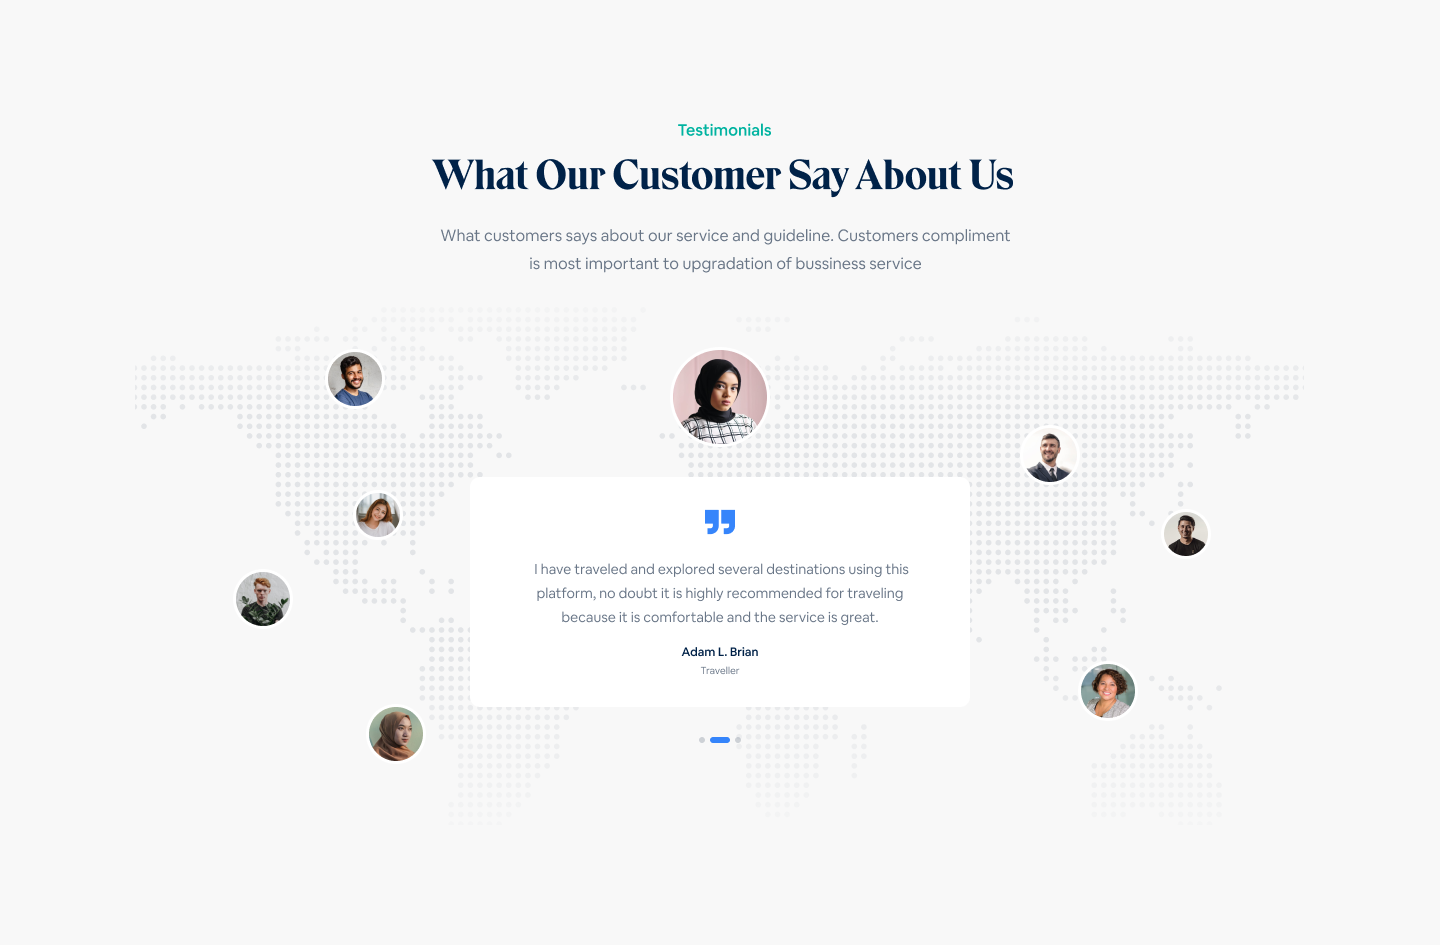 Testimonials
What Our Customer Say About Us
What customers says about our service and guideline. Customers compliment
is most important to upgradation of bussiness service
I have traveled and explored several destinations using this
platform, no doubt it is highly recommended for traveling
because it is comfortable and the service is great.
Adam L. Brian
Traveller